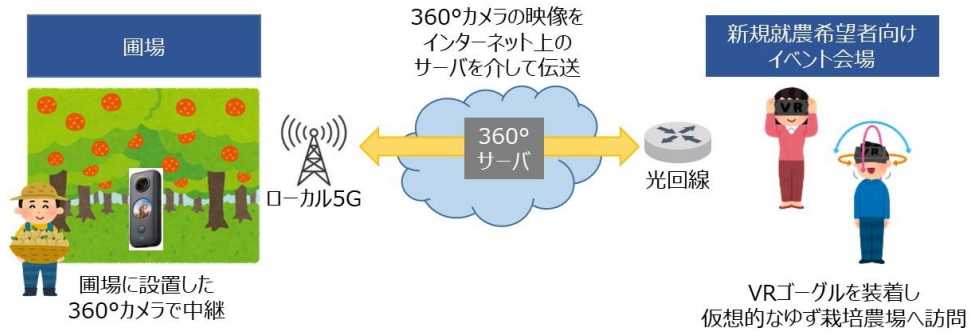 圃場
360°カメラの映像を
インターネット上の
サーバを介して伝送
新規就農希望者向け
イベント会場
360°
サーバ
ローカル5G
光回線
VR
VR
圃場に設置した
360°カメラで中継
VRゴーグルを装着し
仮想的なゆず栽培農場へ訪問